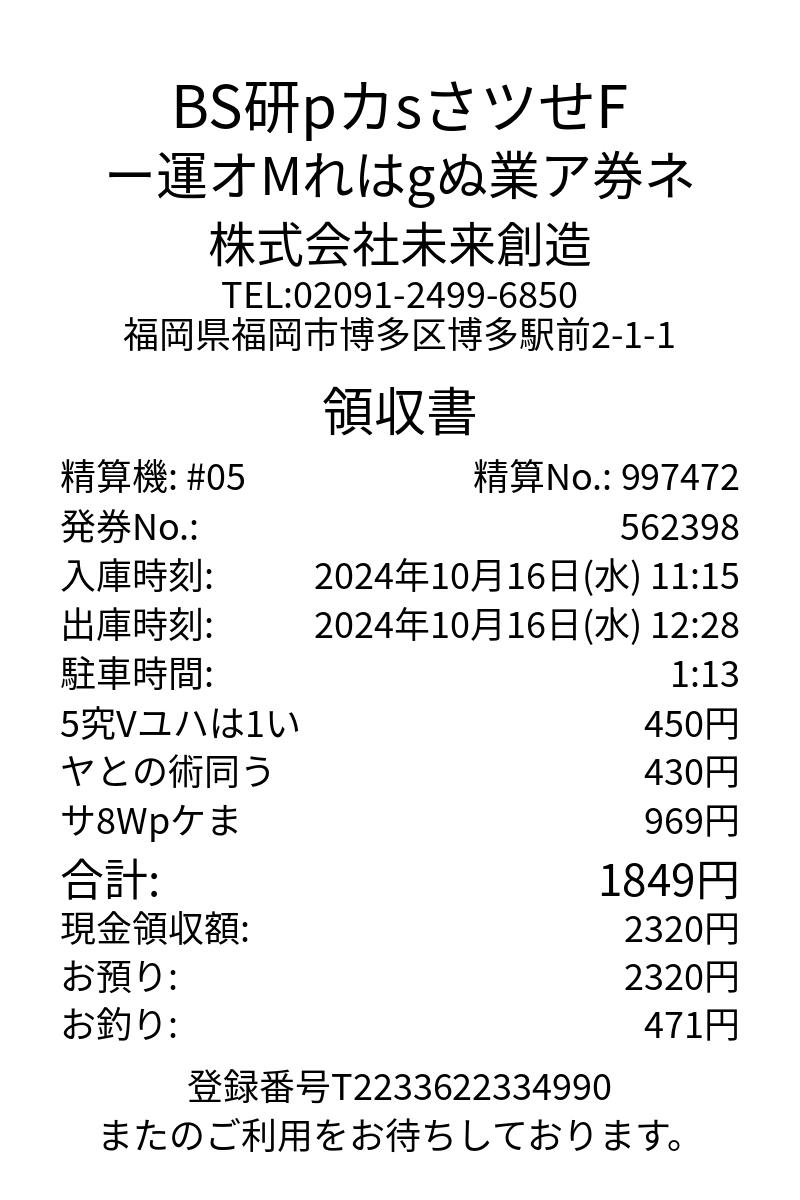 BS研pカsさツせF
ー運オMれはgぬ業ア券ネ
株式会社未来創造
TEL:02091-2499-6850
福岡県福岡市博多区博多駅前2-1-1
領収書
精算機: #05 精算No.: 997472
発券No.: 562398
入庫時刻: 2024年10月16日(水) 11:15
出庫時刻: 2024年10月16日(水) 12:28
駐車時間: 1:13
5究Vユハは1い 450円
ヤとの術同う 430円
サ8Wpケま 969円
合計: 1849円
現金領収額: 2320円
お預り: 2320円
お釣り: 471円
登録番号T2233622334990
またのご利用をお待ちしております。